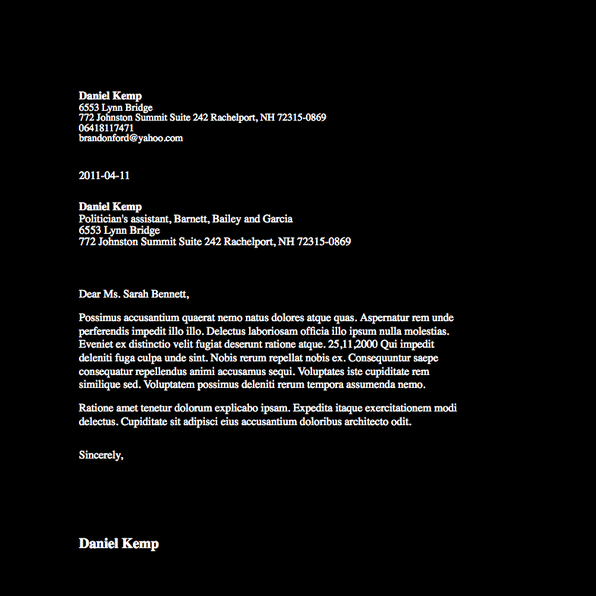 Daniel Kemp
6553 Lynn Bridge
772 Johnston Summit Suite 242 Rachelport, NH 72315-0869
06418117471
brandonford@yahoo.com
2011-04-11
Daniel Kemp
Politician's assistant, Barnett, Bailey and Garcia
6553 Lynn Bridge
772 Johnston Summit Suite 242 Rachelport, NH 72315-0869
Dear Ms. Sarah Bennett,
Possimus accusantium quaerat nemo natus dolores atque quas. Aspernatur rem unde
perferendis impedit illo illo. Delectus laboriosam officia illo ipsum nulla molestias.
Eveniet ex distinctio velit fugiat deserunt ratione atque. 25,11,2000 Qui impedit
deleniti fuga culpa unde sint. Nobis rerum repellat nobis ex. Consequuntur saepe
consequatur repellendus animi accusamus sequi. Voluptates iste cupiditate rem
similique sed. Voluptatem possimus deleniti rerum tempora assumenda nemo.
Ratione amet tenetur dolorum explicabo ipsam. Expedita itaque exercitationem modi
delectus. Cupiditate sit adipisci eius accusantium doloribus architecto odit.
Sincerely,
Daniel Kemp